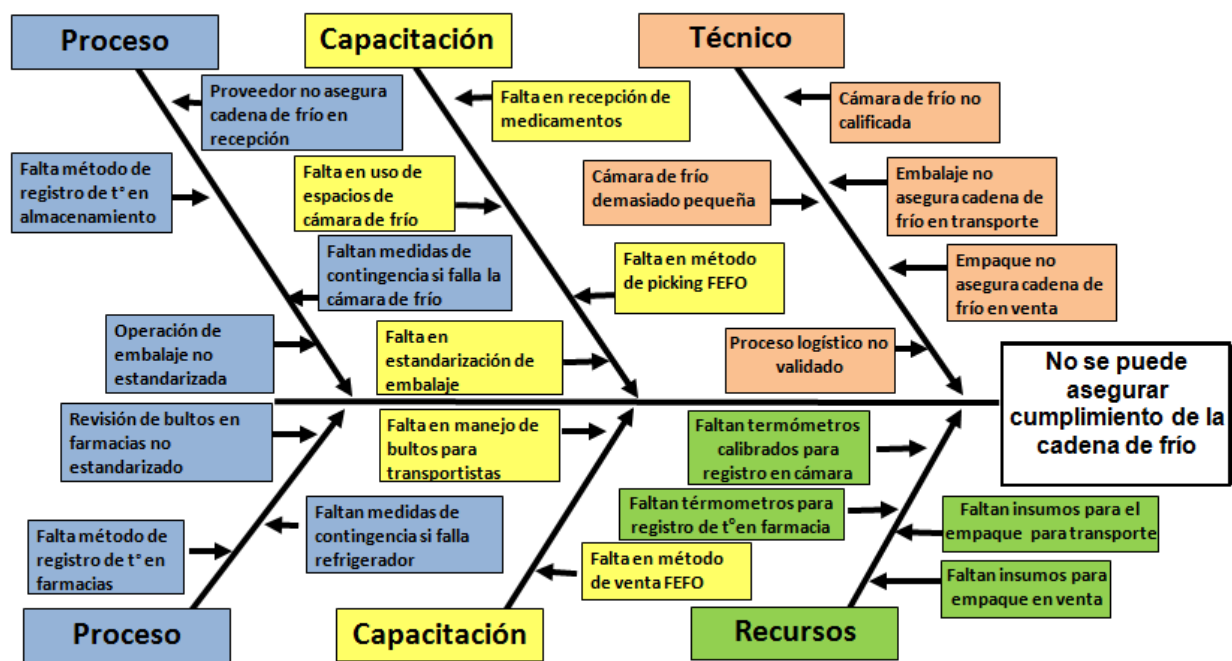 Proceso
Capacitación
Técnico
Proveedor no asegura
cadena de frío en
recepción
Falta en recepción de
medicamentos
Cámara de frío no
calificada
Falta método de
registro de t° en
almacenamiento
Falta en uso de
espacios de
cámara de frío
Cámara de frío
demasiado pequeña
Embalaje no
asegura cadena de
frío en transporte
Faltan medidas de
contingencia si falla la
cámara de frío
Falta en método
de picking FEFO
Empaque no
asegura cadena de
frío en venta
Operación de
embalaje no
estandarizada
Falta en
estandarización de
embalaje
Proceso logístico no
validado
No se puede
asegurar
cumplimiento de la
cadena de frío
Revisión de bultos en
farmacias no
estandarizado
Falta en manejo de
bultos para
transportistas
Faltan termómetros
calibrados para
registro en cámara
Falta método de
registro de t° en
farmacias
Faltan medidas de
contingencia si falla
refrigerador
Faltan térmometros para
registro de t° en farmacia
Faltan insumos para el
empaque para transporte
Falta en método
de venta FEFO
Faltan insumos para
empaque en venta
Proceso
Capacitación
Recursos